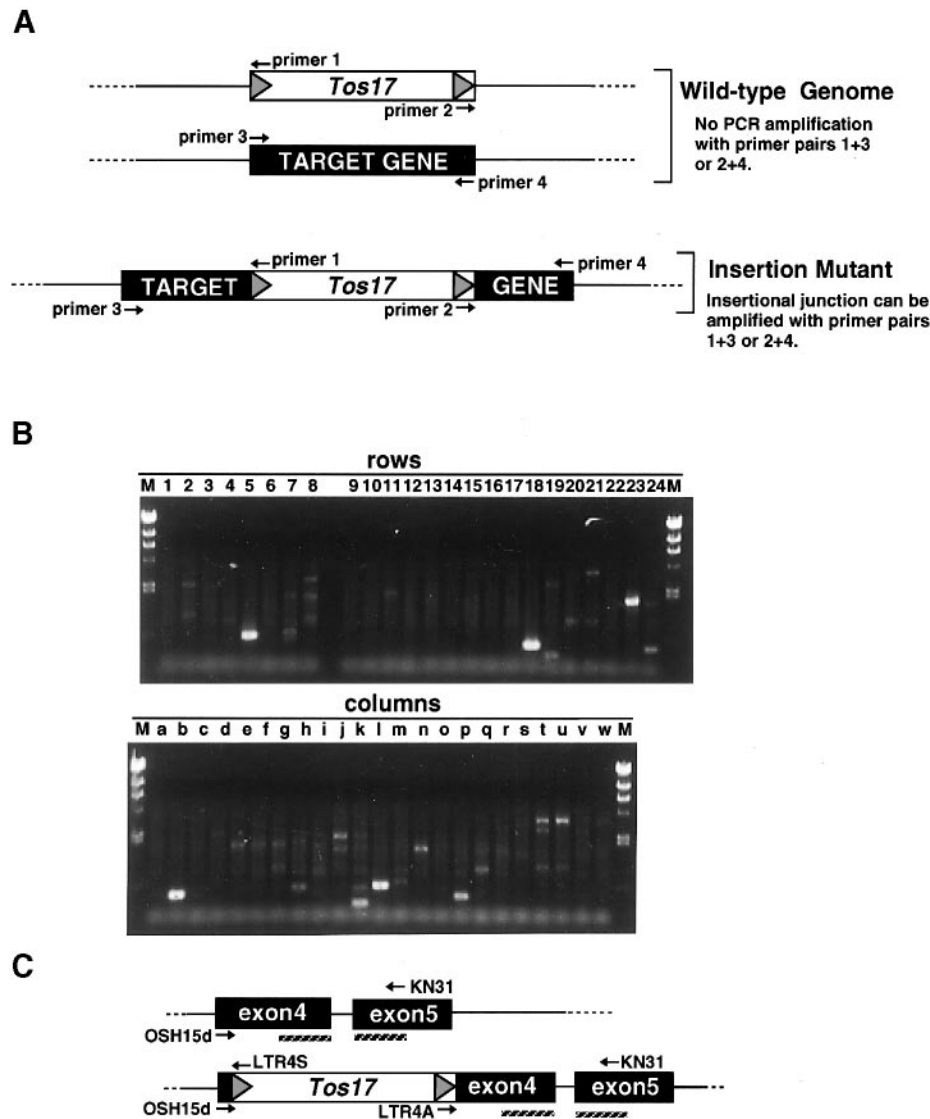 A
primer 1
Tos17
primer 2
primer 3
TARGET GENE
primer 4
Wild-type Genome
No PCR amplification
with primer pairs 1+3
or 2+4.
primer 1
primer 4
TARGET
Tos17
GENE
primer 3
primer 2
Insertion Mutant
Insertional junction can be
amplified with primer pairs
1+3 or 2+4.
B
rows
M 1 2 3 4 5 6 7 8 9 10 11 12 13 14 15 16 17 18 19 20 21 22 23 24 M
columns
M a b c d e f g h i j k l m n o p q r s t u v w M
C
KN31
exon4 exon5
OSH15d
LTR4S KN31
Tos17 exon4 exon5
OSH15d LTR4A